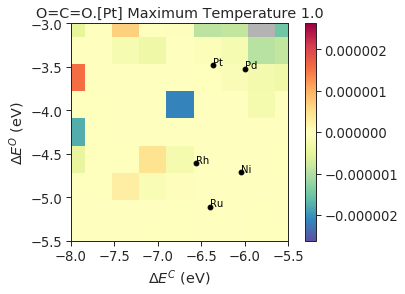 O=C=O.[Pt] Maximum Temperature 1.0
−3.0
−3.5
−4.0
−4.5
−5.0
−5.5
ΔE^O (eV)
Pt
Pd
Rh
Ni
Ru
−8.0 −7.5 −7.0 −6.5 −6.0 −5.5
ΔE^C (eV)
0.000002
0.000001
0.000000
−0.000001
−0.000002